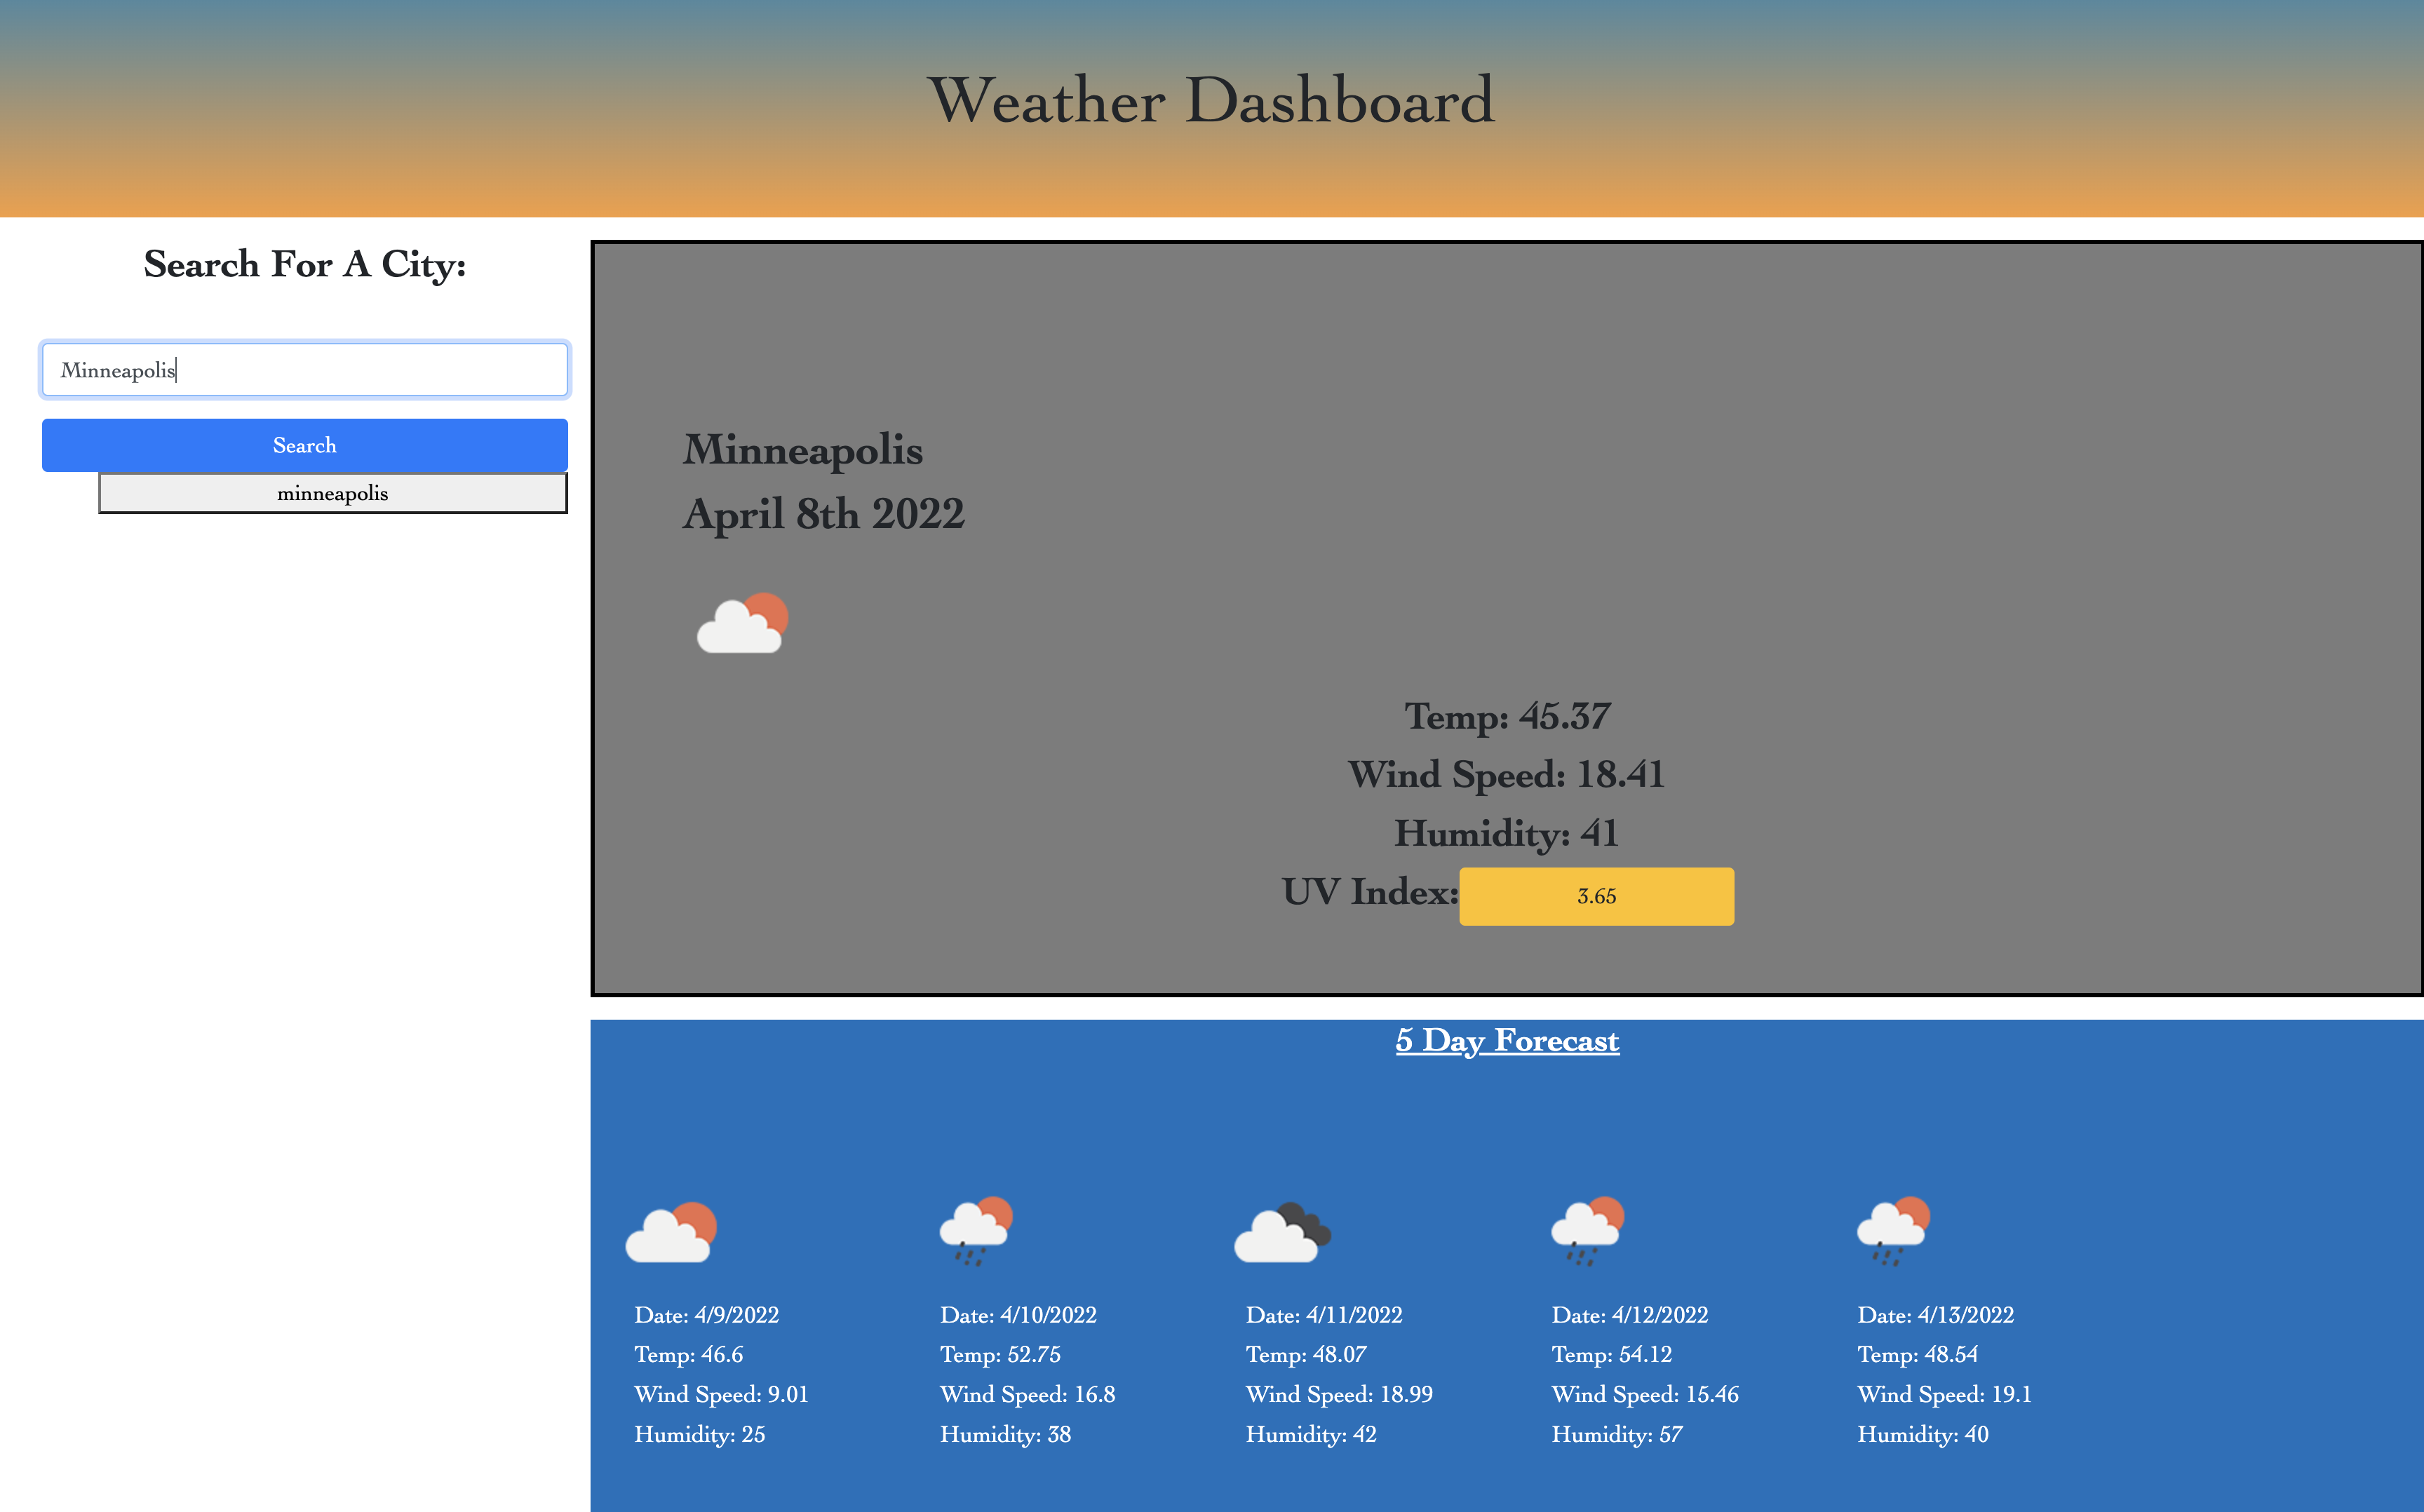 Weather Dashboard
Search For A City:
Minneapolis
Search
minneapolis
Minneapolis
April 8th 2022
Temp: 45.37
Wind Speed: 18.41
Humidity: 41
UV Index: 3.65
5 Day Forecast
Date: 4/9/2022
Temp: 46.6
Wind Speed: 9.01
Humidity: 25
Date: 4/10/2022
Temp: 52.75
Wind Speed: 16.8
Humidity: 38
Date: 4/11/2022
Temp: 48.07
Wind Speed: 18.99
Humidity: 42
Date: 4/12/2022
Temp: 54.12
Wind Speed: 15.46
Humidity: 57
Date: 4/13/2022
Temp: 48.54
Wind Speed: 19.1
Humidity: 40